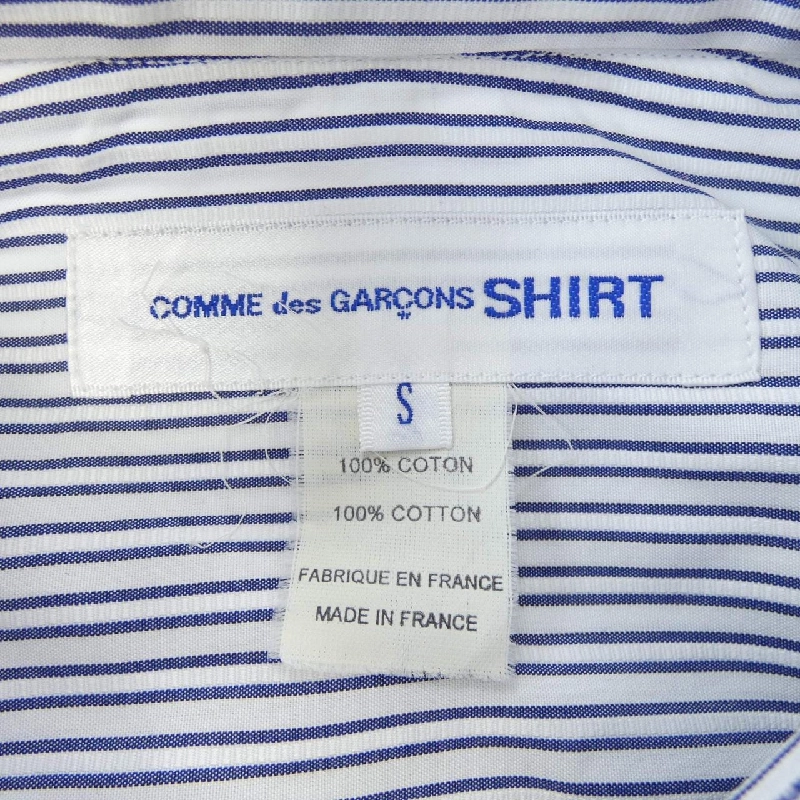 COMME des GARÇONS SHIRT
S
100% COTON
100% COTTON
FABRIQUE EN FRANCE
MADE IN FRANCE